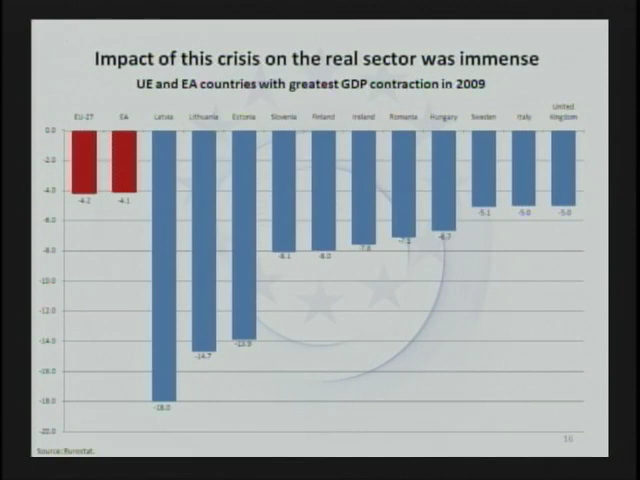 Impact of this crisis on the real sector was immense
UE and EA countries with greatest GDP contraction in 2009
EU-27 EA Latvia Lithuania Estonia Slovenia Finland Ireland Romania Hungary Sweden Italy United Kingdom
0.0
-2.0
-4.0
-6.0
-8.0
-10.0
-12.0
-14.0
-16.0
-18.0
-20.0
-4.2 -4.1 -18.0 -14.7 -13.9 -8.1 -8.0 -7.6 -7.1 -6.7 -5.1 -5.0 -5.0
16
Source: Eurostat.